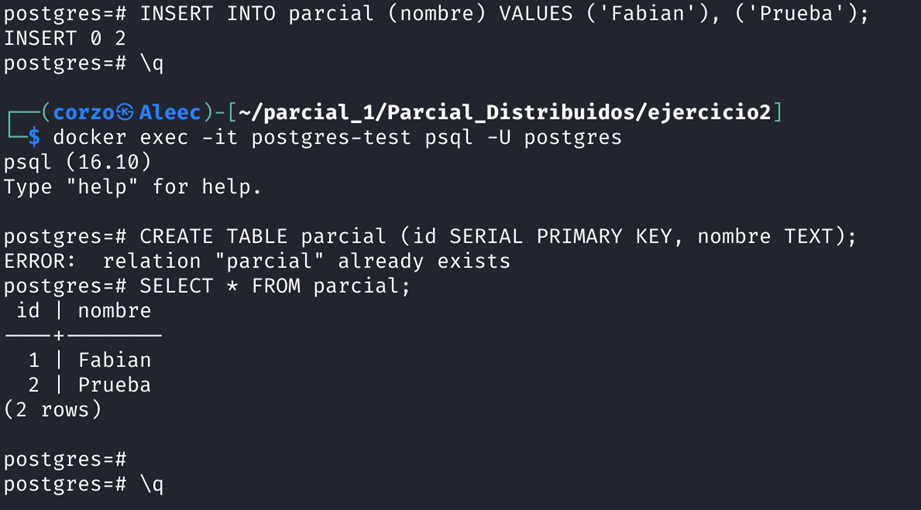 postgres=# INSERT INTO parcial (nombre) VALUES ('Fabian'), ('Prueba');
INSERT 0 2
postgres=# \q
┌──(corzo㉿Aleec)-[~/parcial_1/Parcial_Distribuidos/ejercicio2]
└─$ docker exec -it postgres-test psql -U postgres
psql (16.10)
Type "help" for help.
postgres=# CREATE TABLE parcial (id SERIAL PRIMARY KEY, nombre TEXT);
ERROR:  relation "parcial" already exists
postgres=# SELECT * FROM parcial;
 id | nombre
----+--------
  1 | Fabian
  2 | Prueba
(2 rows)
postgres=#
postgres=# \q